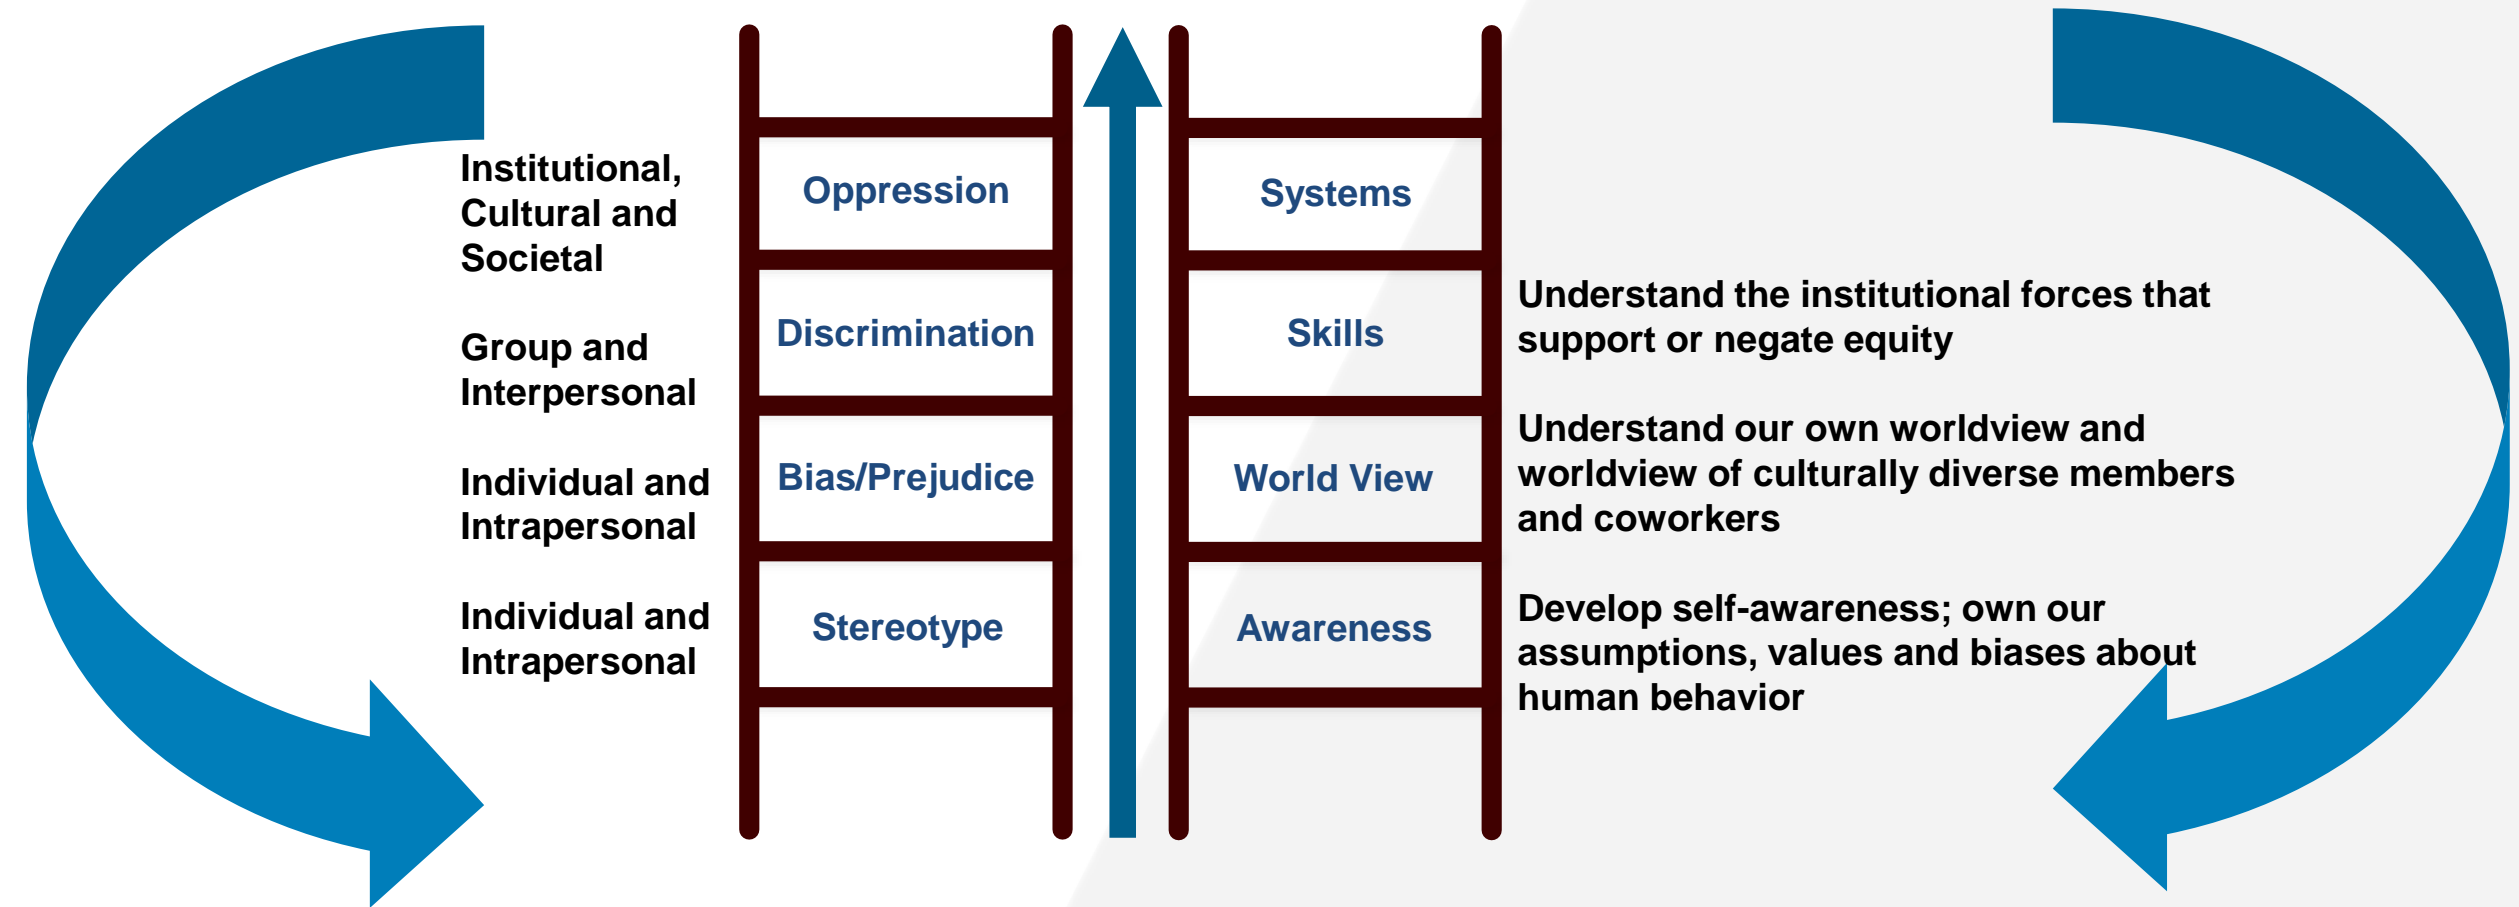 Institutional,
Cultural and
Societal
Group and
Interpersonal
Individual and
Intrapersonal
Individual and
Intrapersonal
Oppression
Discrimination
Bias/Prejudice
Stereotype
Systems
Skills
World View
Awareness
Understand the institutional forces that
support or negate equity
Understand our own worldview and
worldview of culturally diverse members
and coworkers
Develop self-awareness; own our
assumptions, values and biases about
human behavior